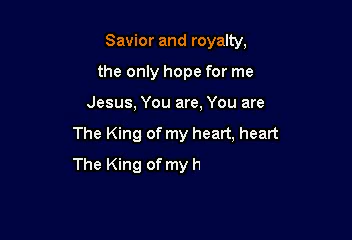 Savior and royalty,
the only hope for me
Jesus, You are, You are
The King of my heart, heart
The King of my h